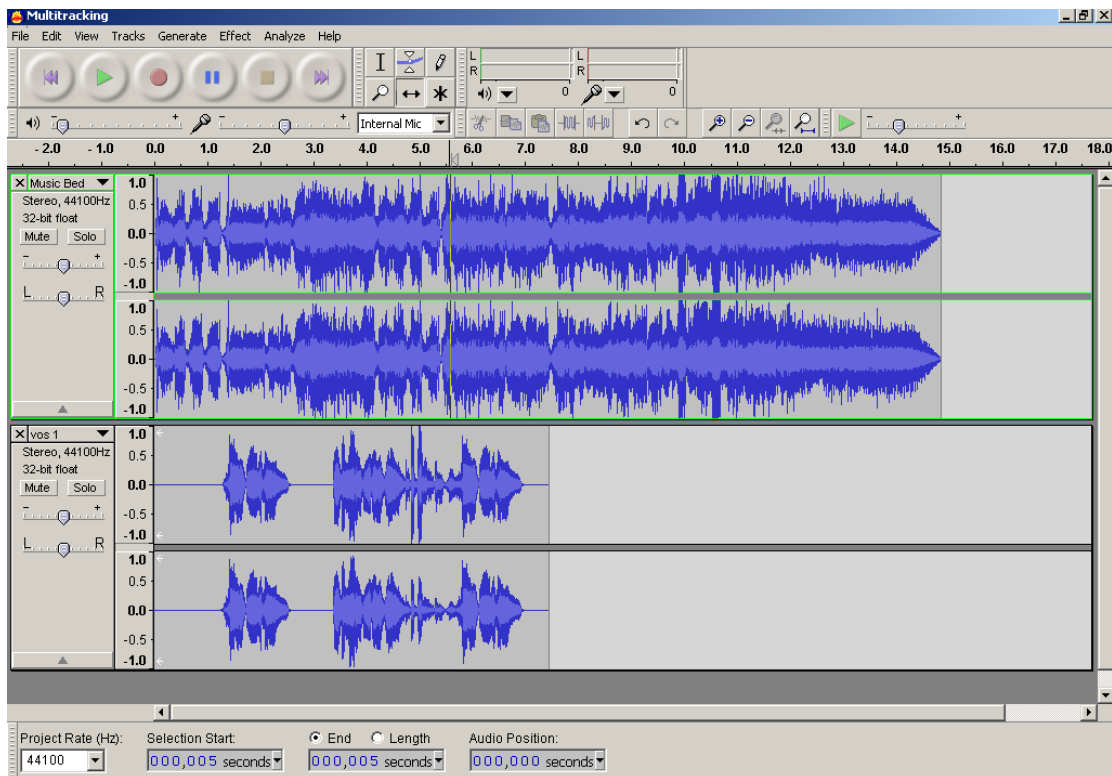 Multitracking
File Edit View Tracks Generate Effect Analyze Help
L
R
0
L
R
0
- + - + Internal Mic - +
- 2.0 - 1.0 0.0 1.0 2.0 3.0 4.0 5.0 6.0 7.0 8.0 9.0 10.0 11.0 12.0 13.0 14.0 15.0 16.0 17.0 18.0
X Music Bed
Stereo, 44100Hz
32-bit float
Mute Solo
- +
L R
1.0
0.5
0.0
-0.5
-1.0
1.0
0.5
0.0
-0.5
-1.0
X vos 1
Stereo, 44100Hz
32-bit float
Mute Solo
- +
L R
1.0
0.5
0.0
-0.5
-1.0
1.0
0.5
0.0
-0.5
-1.0
Project Rate (Hz): Selection Start: End Length Audio Position:
44100 000,005 seconds 000,005 seconds 000,000 seconds